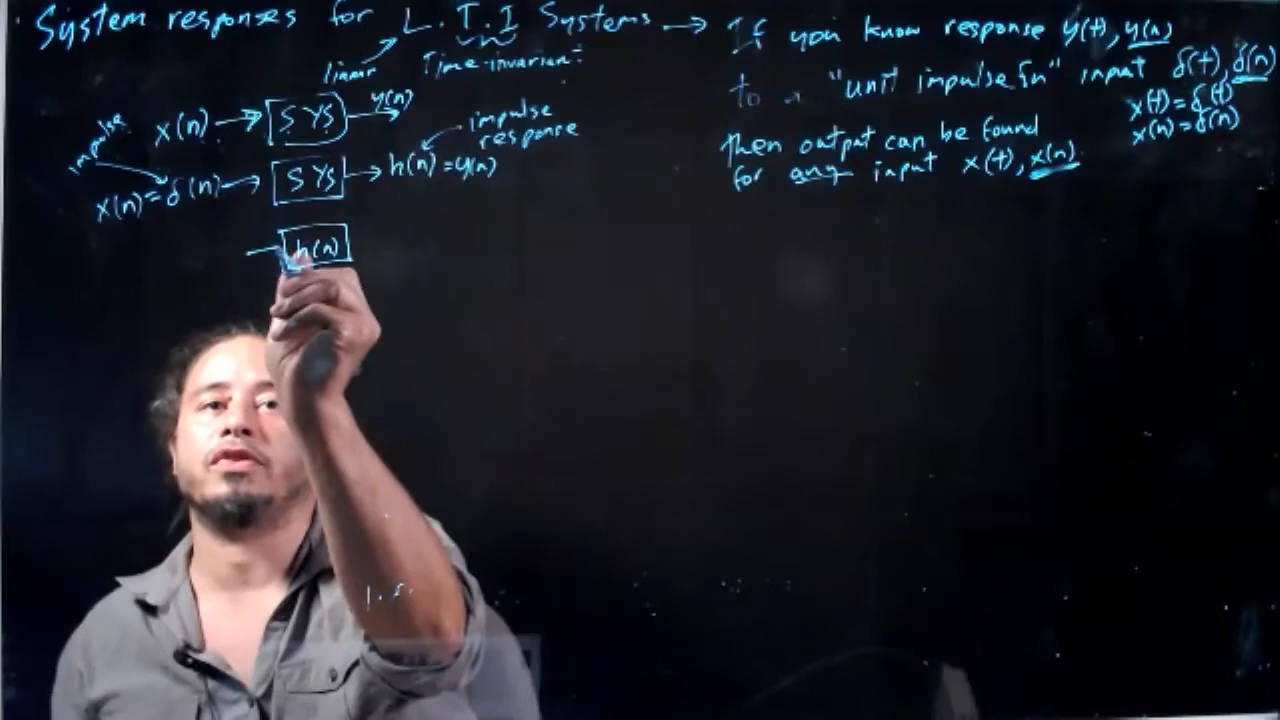 System responses for L.T.I Systems →
linear
Time-invariant
x(n) → SYS → y(n)
impulse
impulse response
x(n)=δ(n) → SYS → h(n)=y(n)
h(n)
If you know response y(t), y(n)
to a "unit impulse fn" input δ(t), δ(n)
x(t)=δ(t)
x(n)=δ(n)
then output can be found
for any input x(t), x(n)